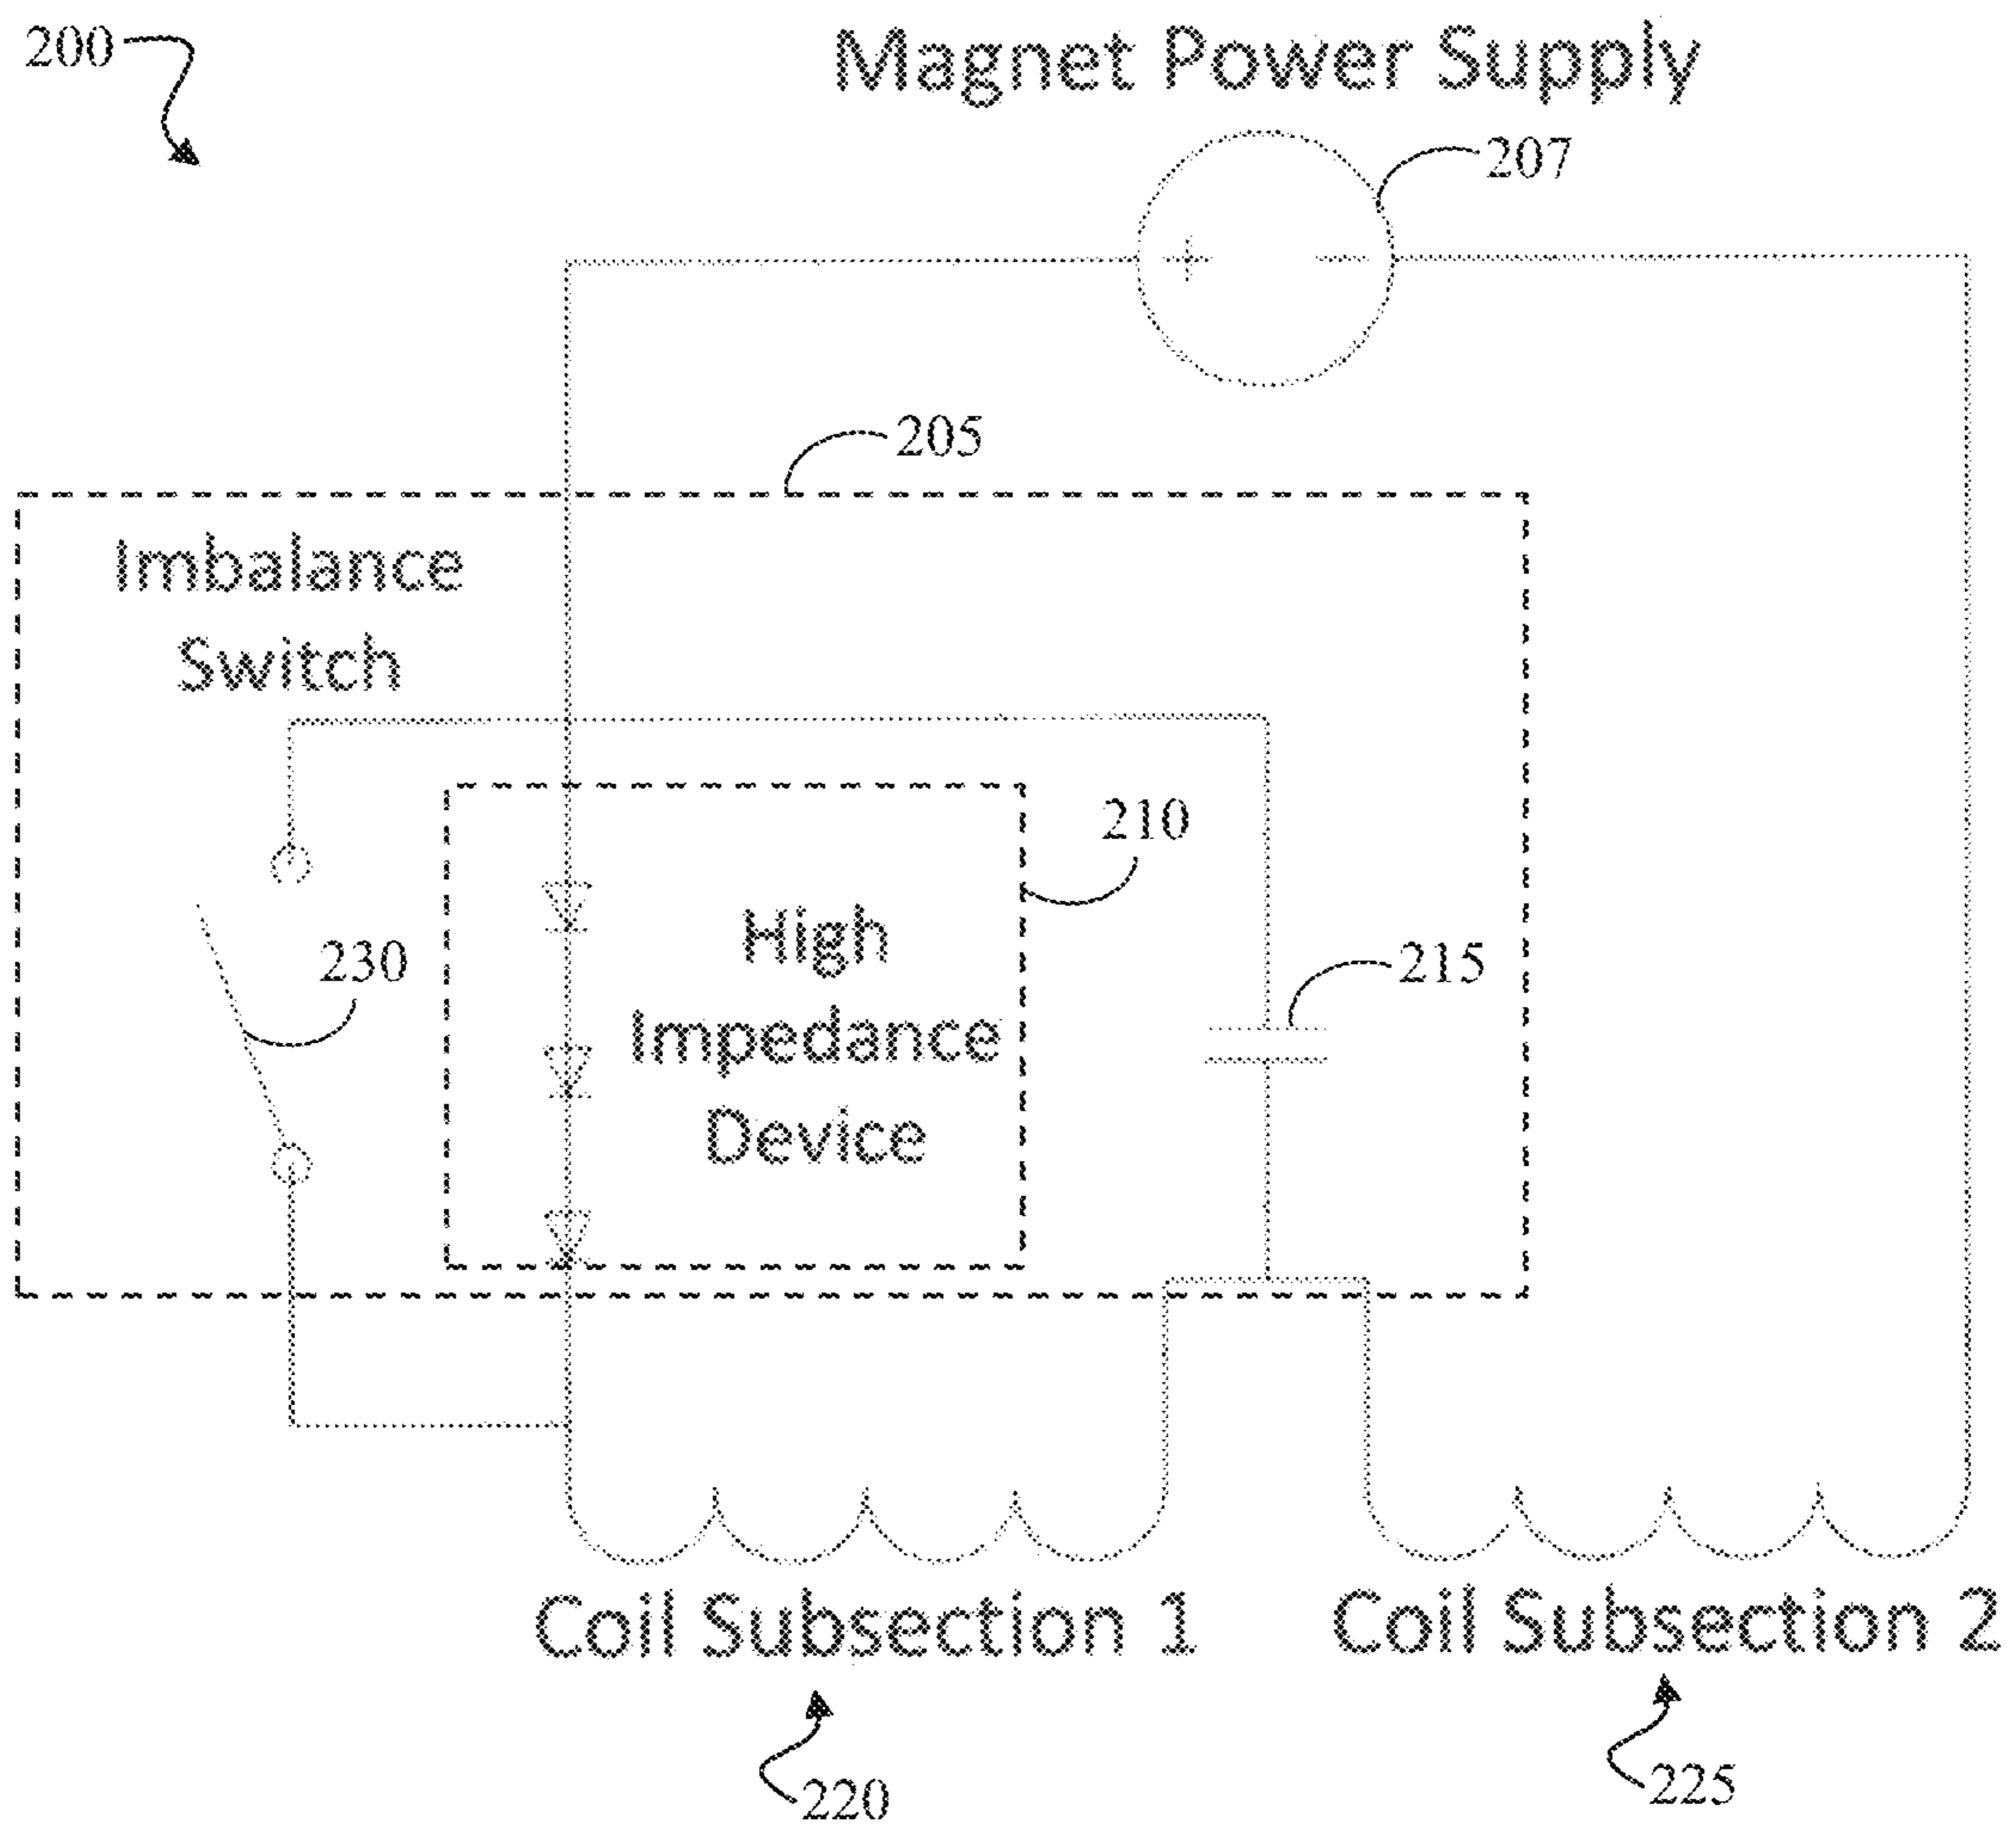 200
Magnet Power Supply
207
+ −
205
Imbalance
Switch
210
High
Impedance
Device
230
215
Coil Subsection 1
Coil Subsection 2
220
225